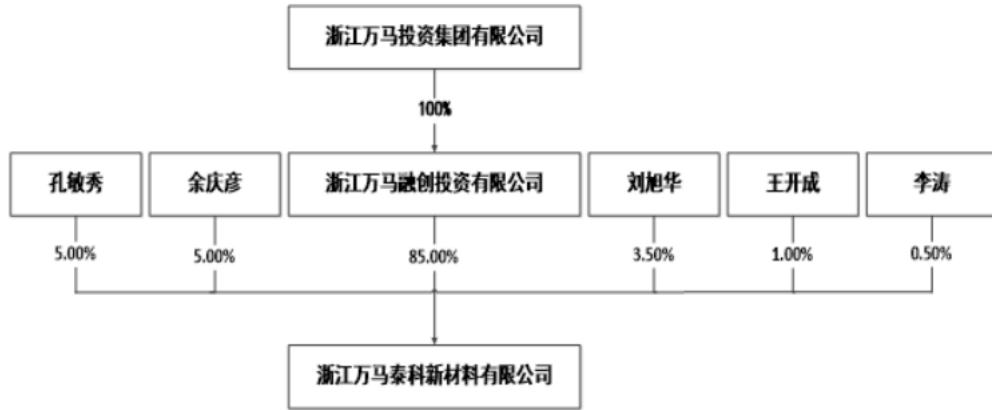 浙江万马投资集团有限公司
100%
孔敏秀
余庆彦
浙江万马融创投资有限公司
刘旭华
王开成
李涛
5.00%
5.00%
85.00%
3.50%
1.00%
0.50%
浙江万马泰科新材料有限公司